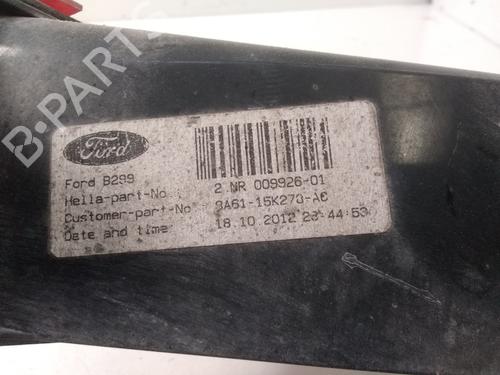 B-PARTS
Ford
Ford B299
Hella-part-No 2 NR 009926-01
Customer-part-No 8A61-15K273-AC
Date and time 18.10.2012 23:44:53